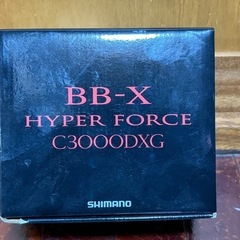 BB-X
HYPER FORCE
C3000DXG
SHIMANO